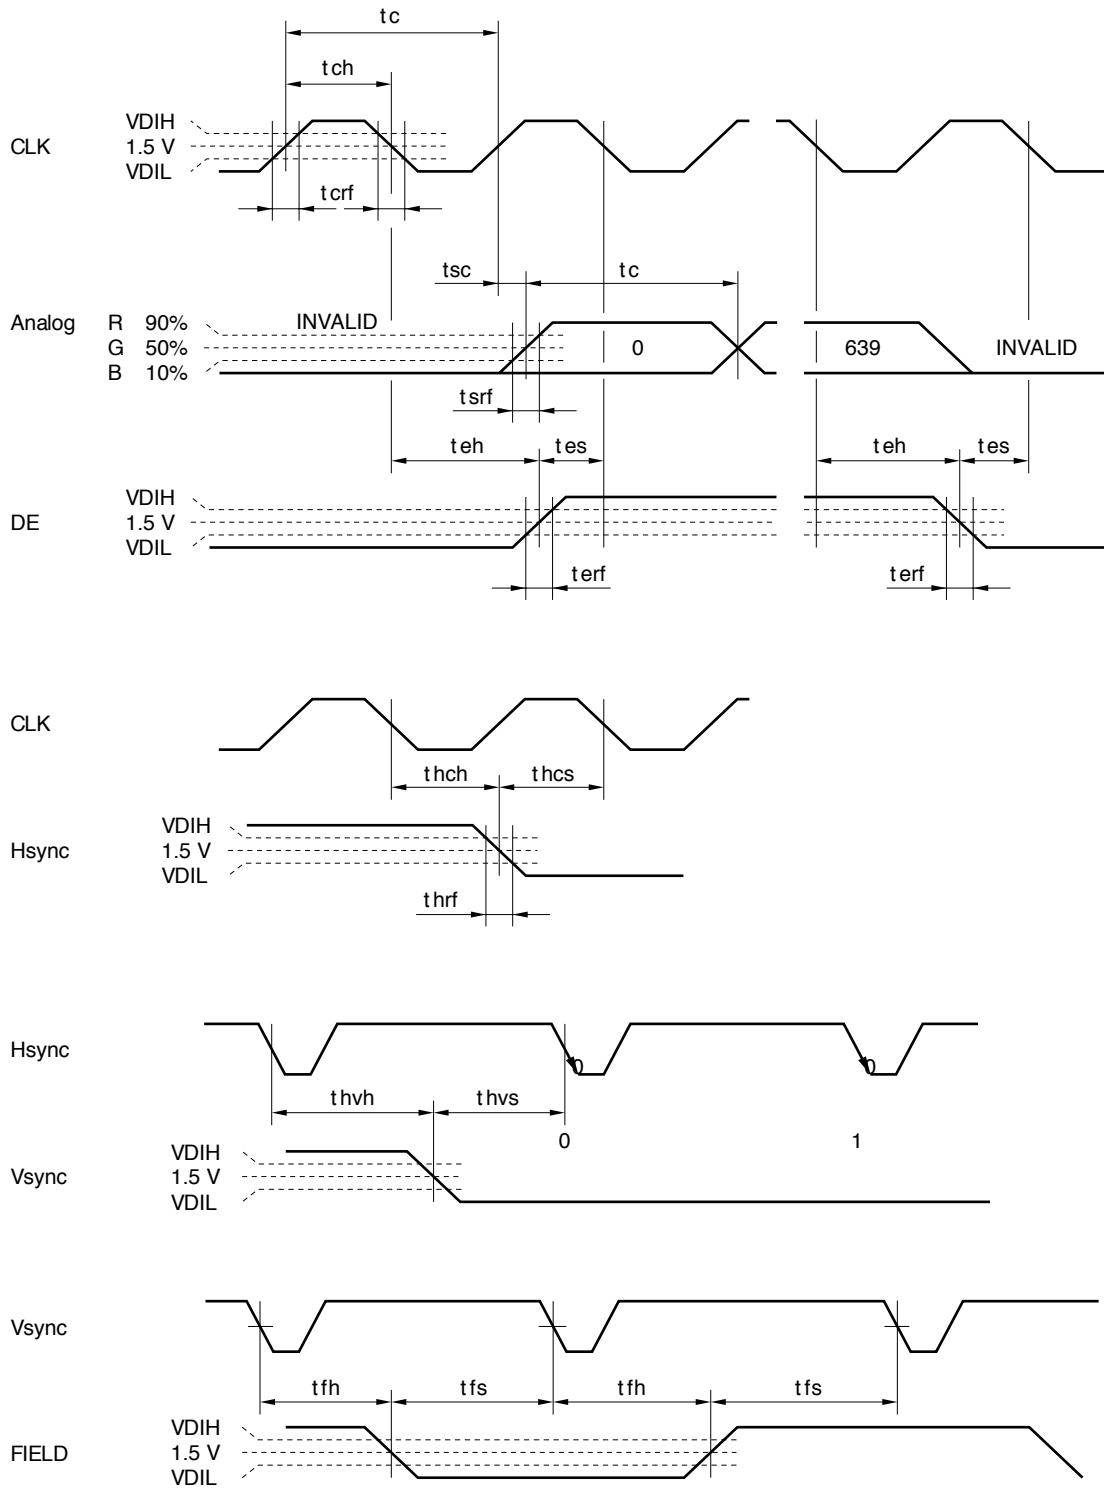 tc
tch
CLK
VDIH
1.5 V
VDIL
tcrf
tsc
tc
Analog R 90% INVALID
G 50% 0 639 INVALID
B 10%
tsrf
teh tes teh tes
VDIH
DE 1.5 V
VDIL
terf terf
CLK
thch thcs
VDIH
Hsync 1.5 V
VDIL
thrf
Hsync
0 0
thvh thvs
0 1
VDIH
Vsync 1.5 V
VDIL
Vsync
tfh tfs tfh tfs
VDIH
FIELD 1.5 V
VDIL